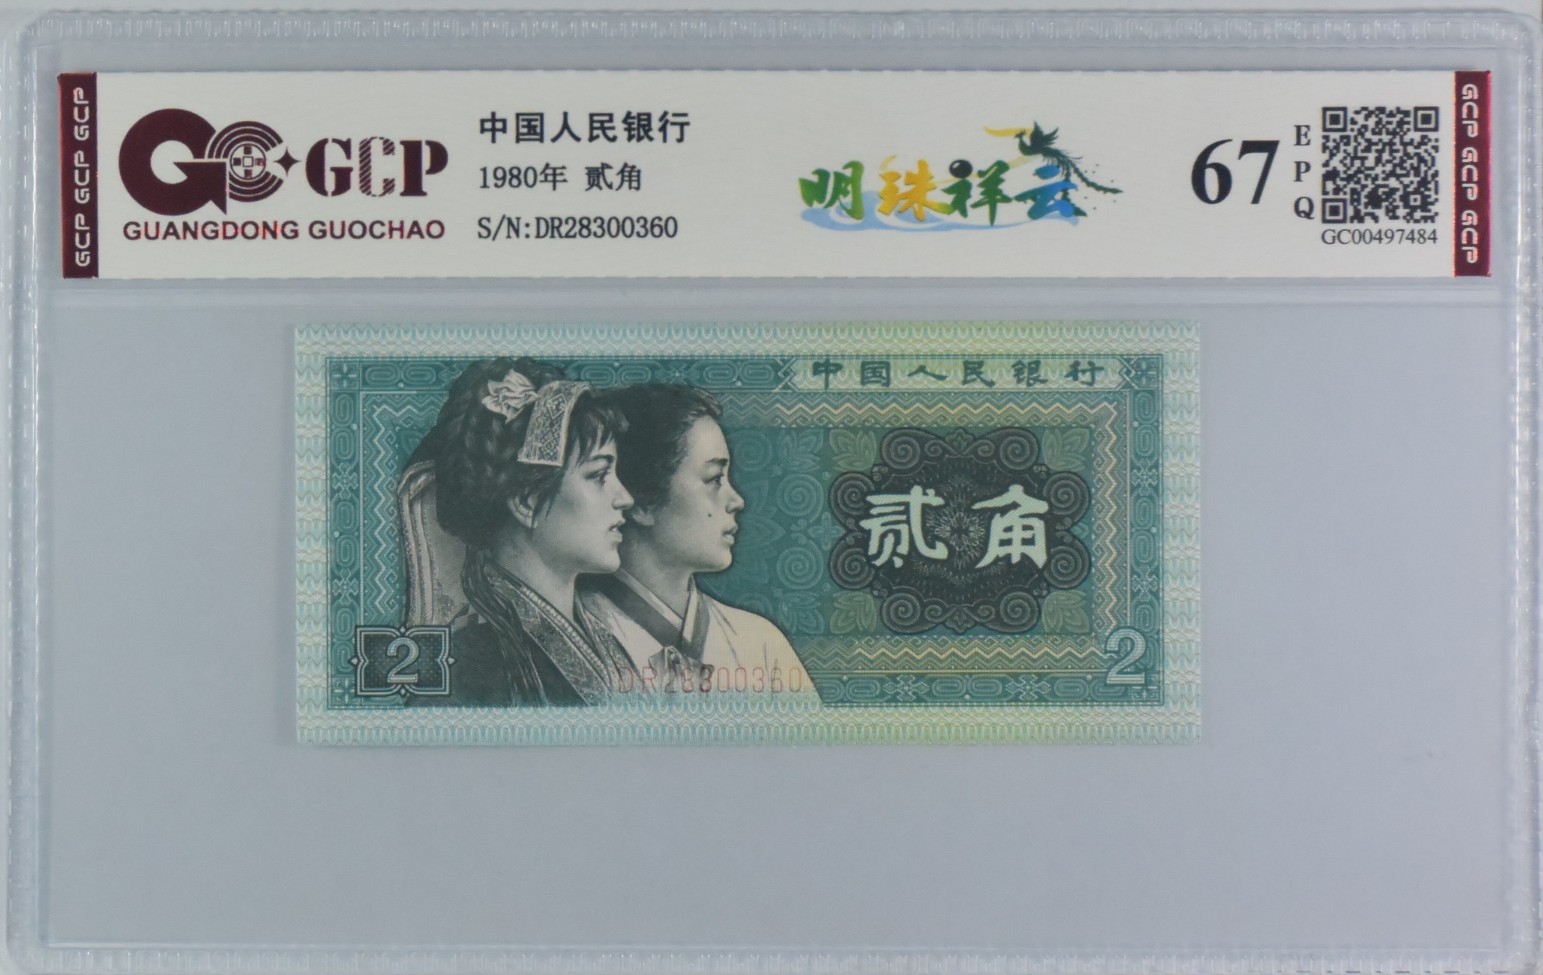 GCP GCP GCP
GCP
GUANGDONG GUOCHAO
中国人民银行
1980年 贰角
S/N:DR28300360
明珠祥云
67
EPQ
GC00497484
GCP GCP GCP
中国人民银行
贰角
2
2
DR28300360